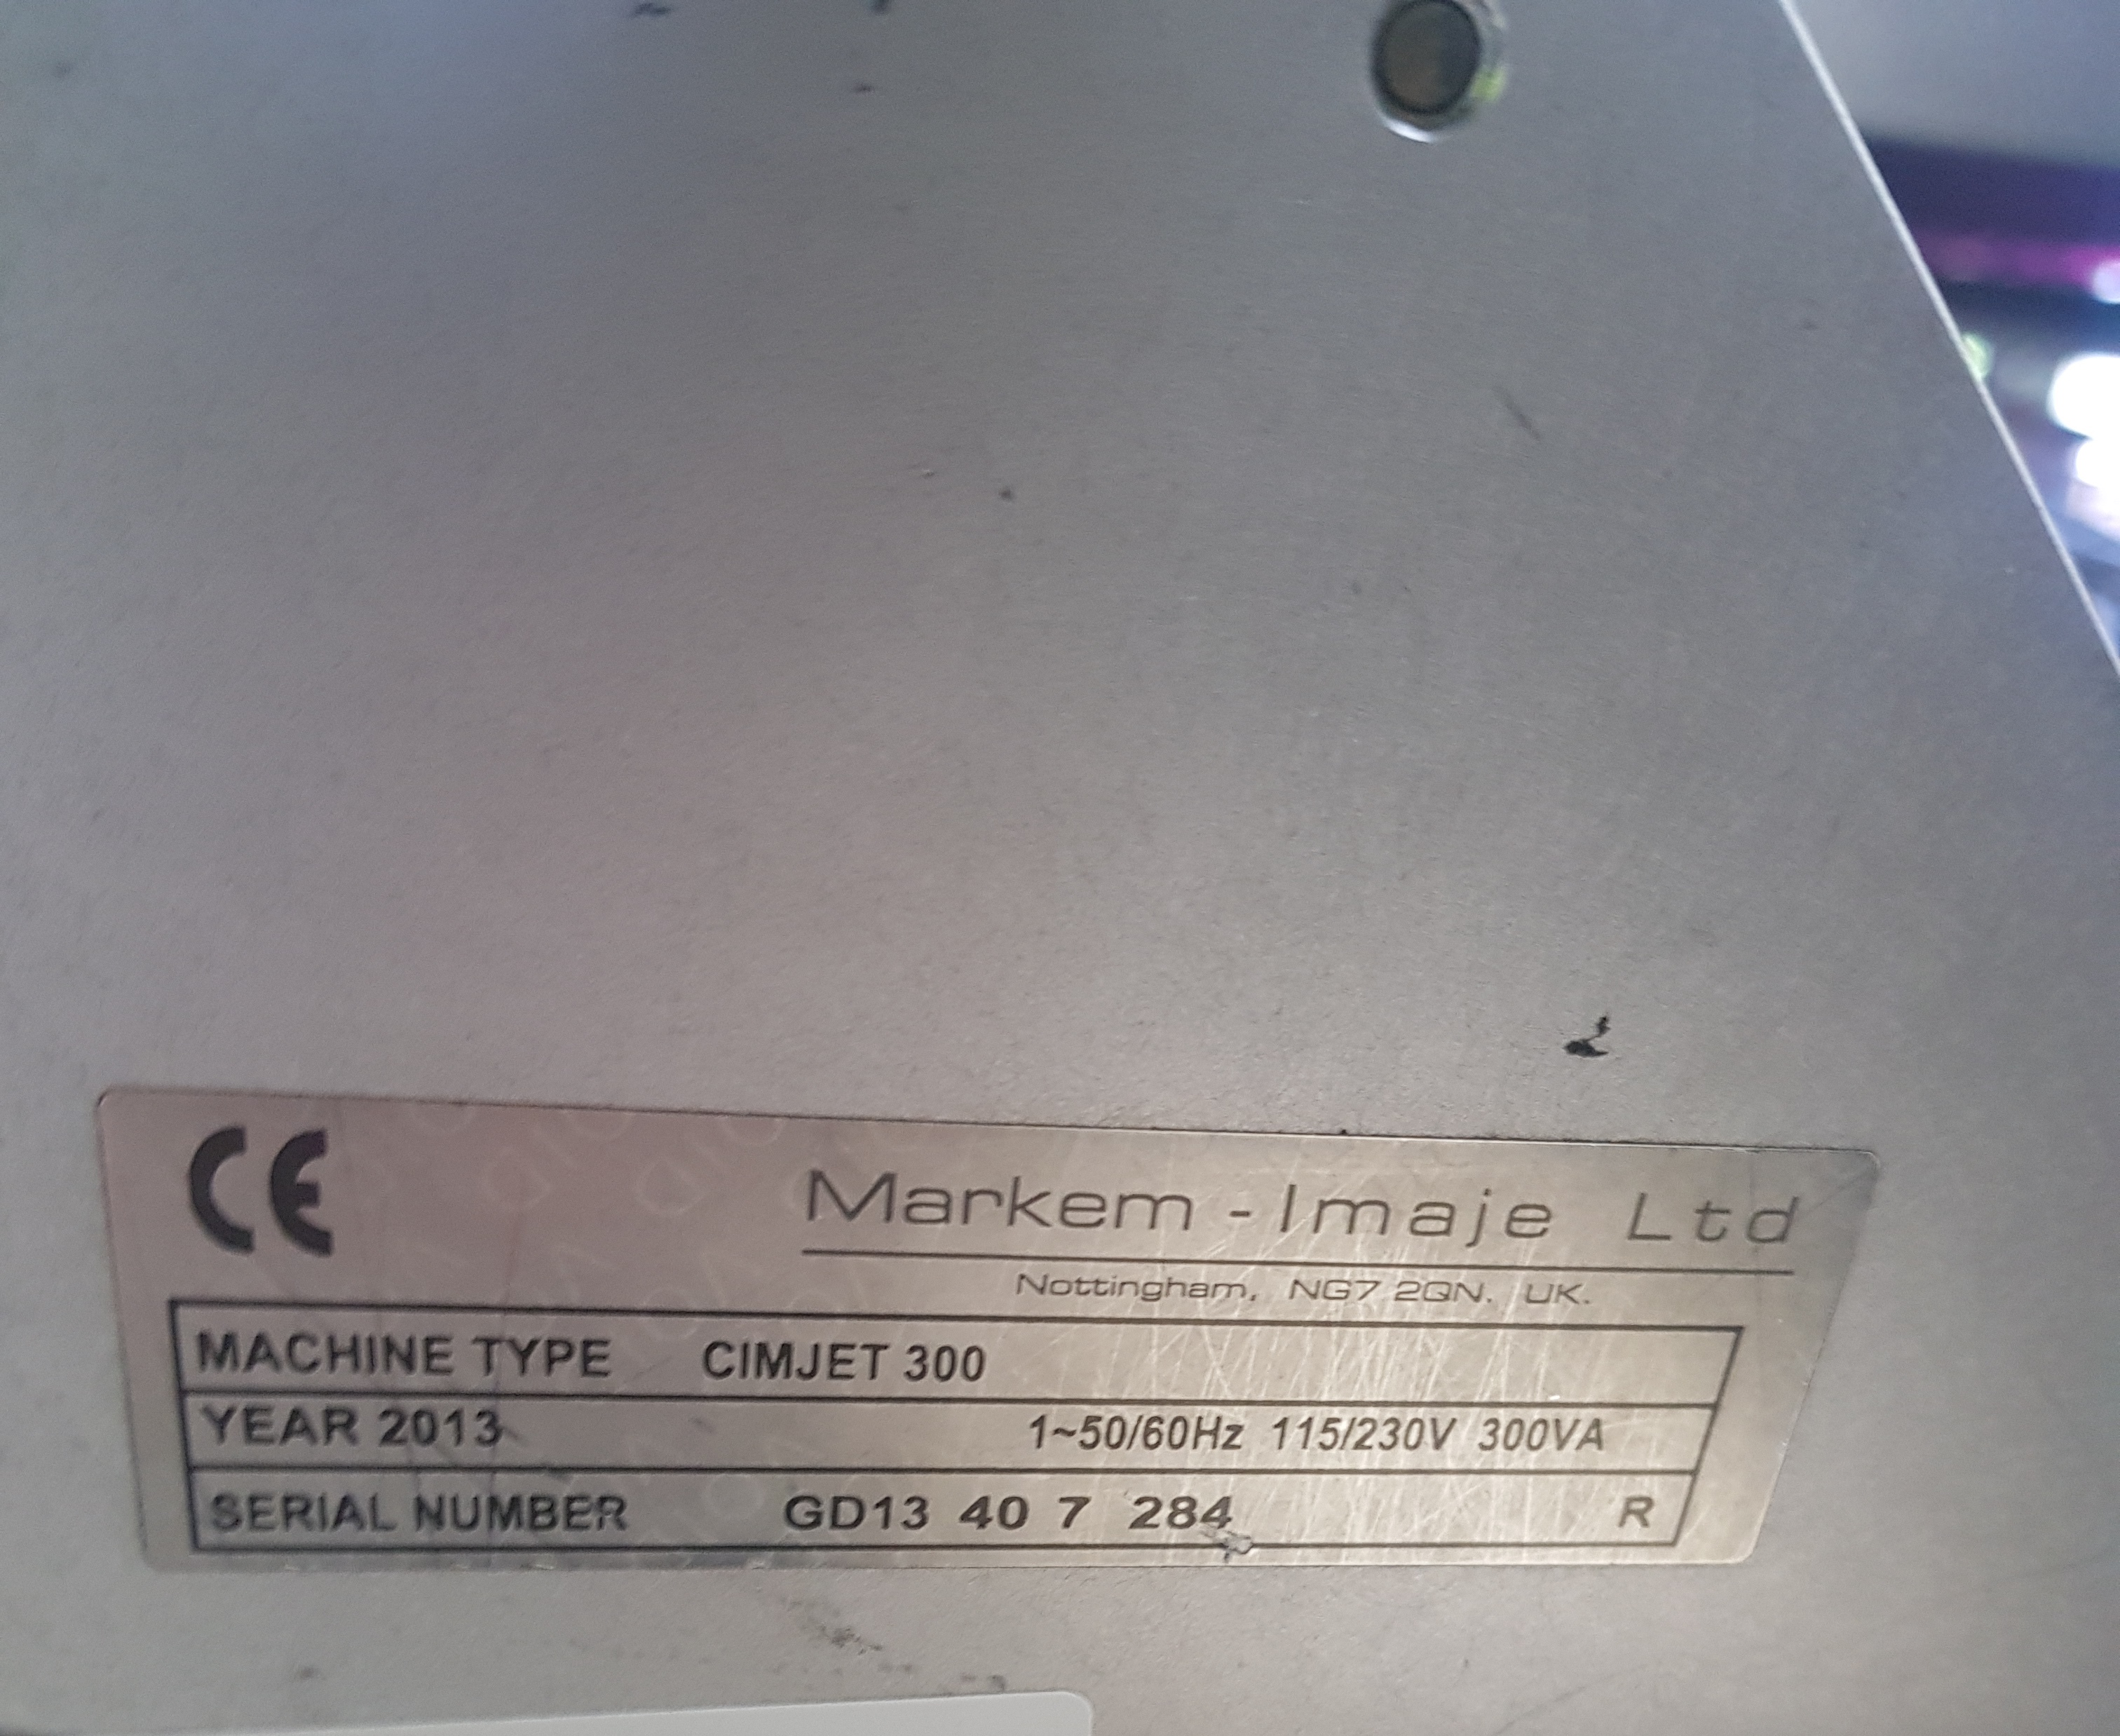 CE
Markem - Imaje Ltd
Nottingham, NG7 2QN. UK.
MACHINE TYPE CIMJET 300
YEAR 2013 1~50/60Hz 115/230V 300VA
SERIAL NUMBER GD13 40 7 284 R